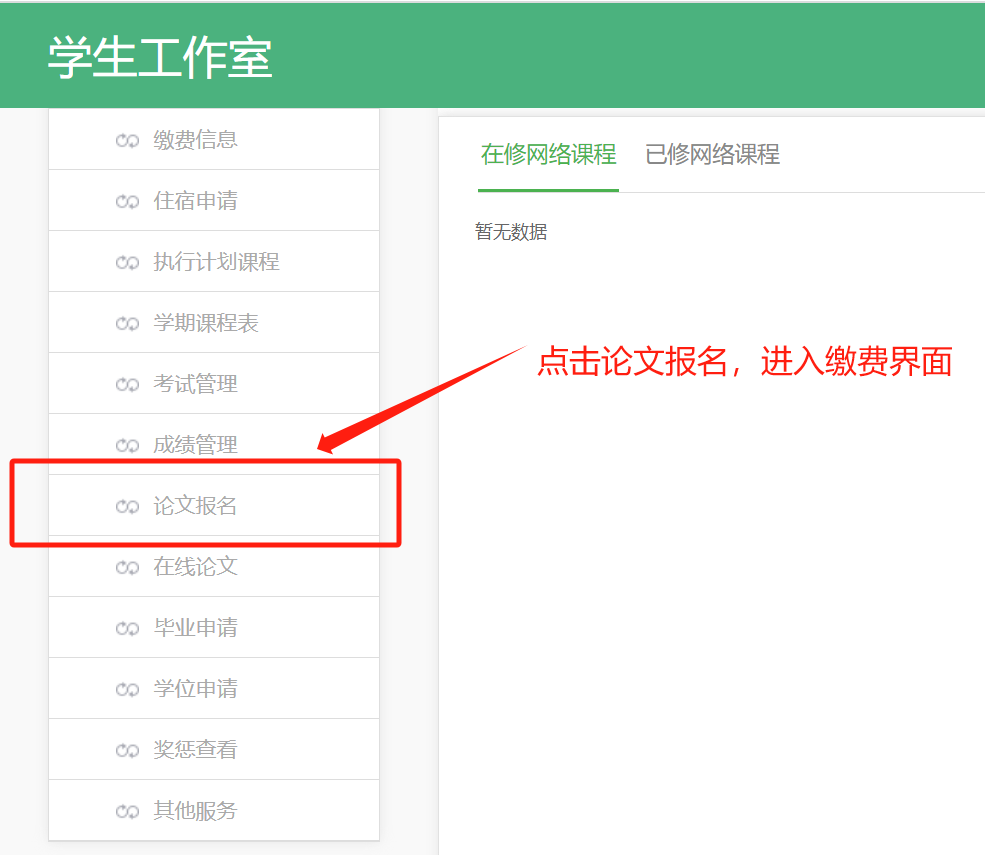 学生工作室
缴费信息
住宿申请
执行计划课程
学期课程表
考试管理
成绩管理
论文报名
在线论文
毕业申请
学位申请
奖惩查看
其他服务
在修网络课程 已修网络课程
暂无数据
点击论文报名，进入缴费界面